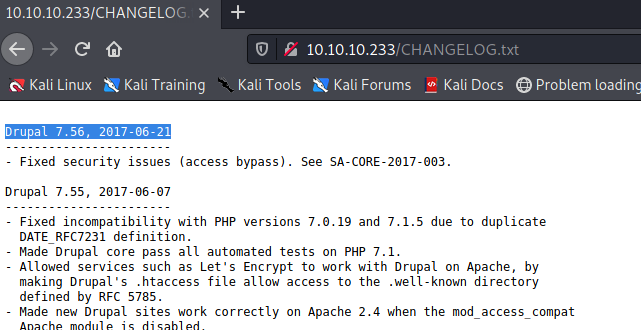 10.10.10.233/CHANGELOG.
10.10.10.233/CHANGELOG.txt
Kali Linux Kali Training Kali Tools Kali Forums Kali Docs Problem loading
Drupal 7.56, 2017-06-21
-----------------------
- Fixed security issues (access bypass). See SA-CORE-2017-003.
Drupal 7.55, 2017-06-07
-----------------------
- Fixed incompatibility with PHP versions 7.0.19 and 7.1.5 due to duplicate
DATE_RFC7231 definition.
- Made Drupal core pass all automated tests on PHP 7.1.
- Allowed services such as Let's Encrypt to work with Drupal on Apache, by
making Drupal's .htaccess file allow access to the .well-known directory
defined by RFC 5785.
- Made new Drupal sites work correctly on Apache 2.4 when the mod_access_compat
Apache module is disabled.